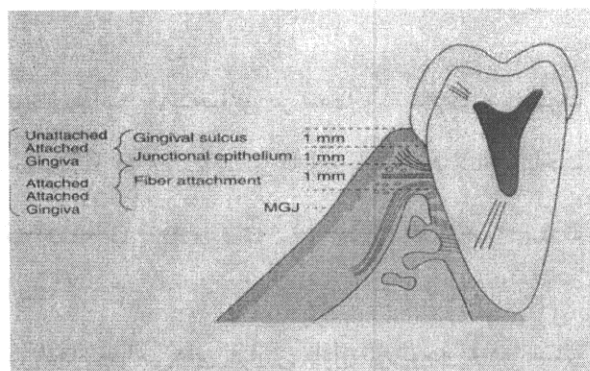 Unattached
Attached
Gingiva
Gingival sulcus 1 mm
Junctional epithelium 1 mm
Attached
Attached
Gingiva
Fiber attachment 1 mm
MGJ